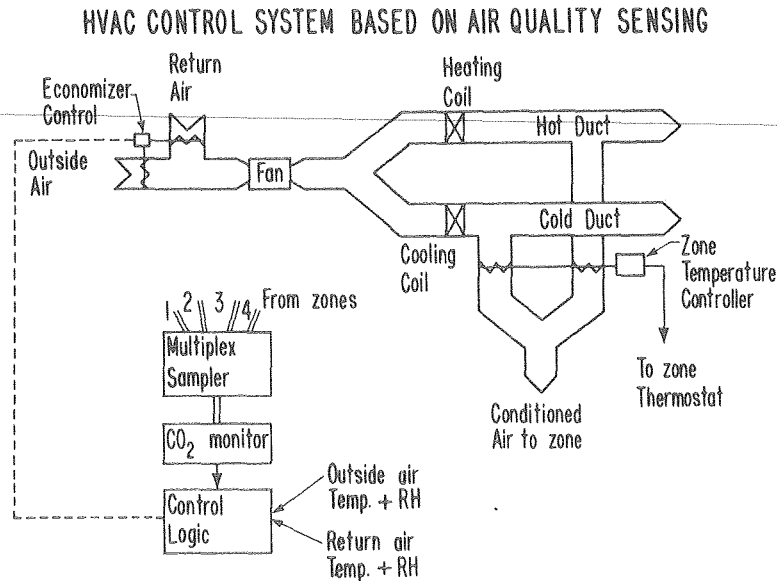 HVAC CONTROL SYSTEM BASED ON AIR QUALITY SENSING
Return
Air
Heating
Coil
Economizer
Control
Hot Duct
Outside
Air
Fan
Cold Duct
Cooling
Coil
Zone
Temperature
Controller
1 2 3 4 From zones
Multiplex
Sampler
To zone
Thermostat
Conditioned
Air to zone
CO₂ monitor
Outside air
Temp. + RH
Control
Logic
Return air
Temp. + RH